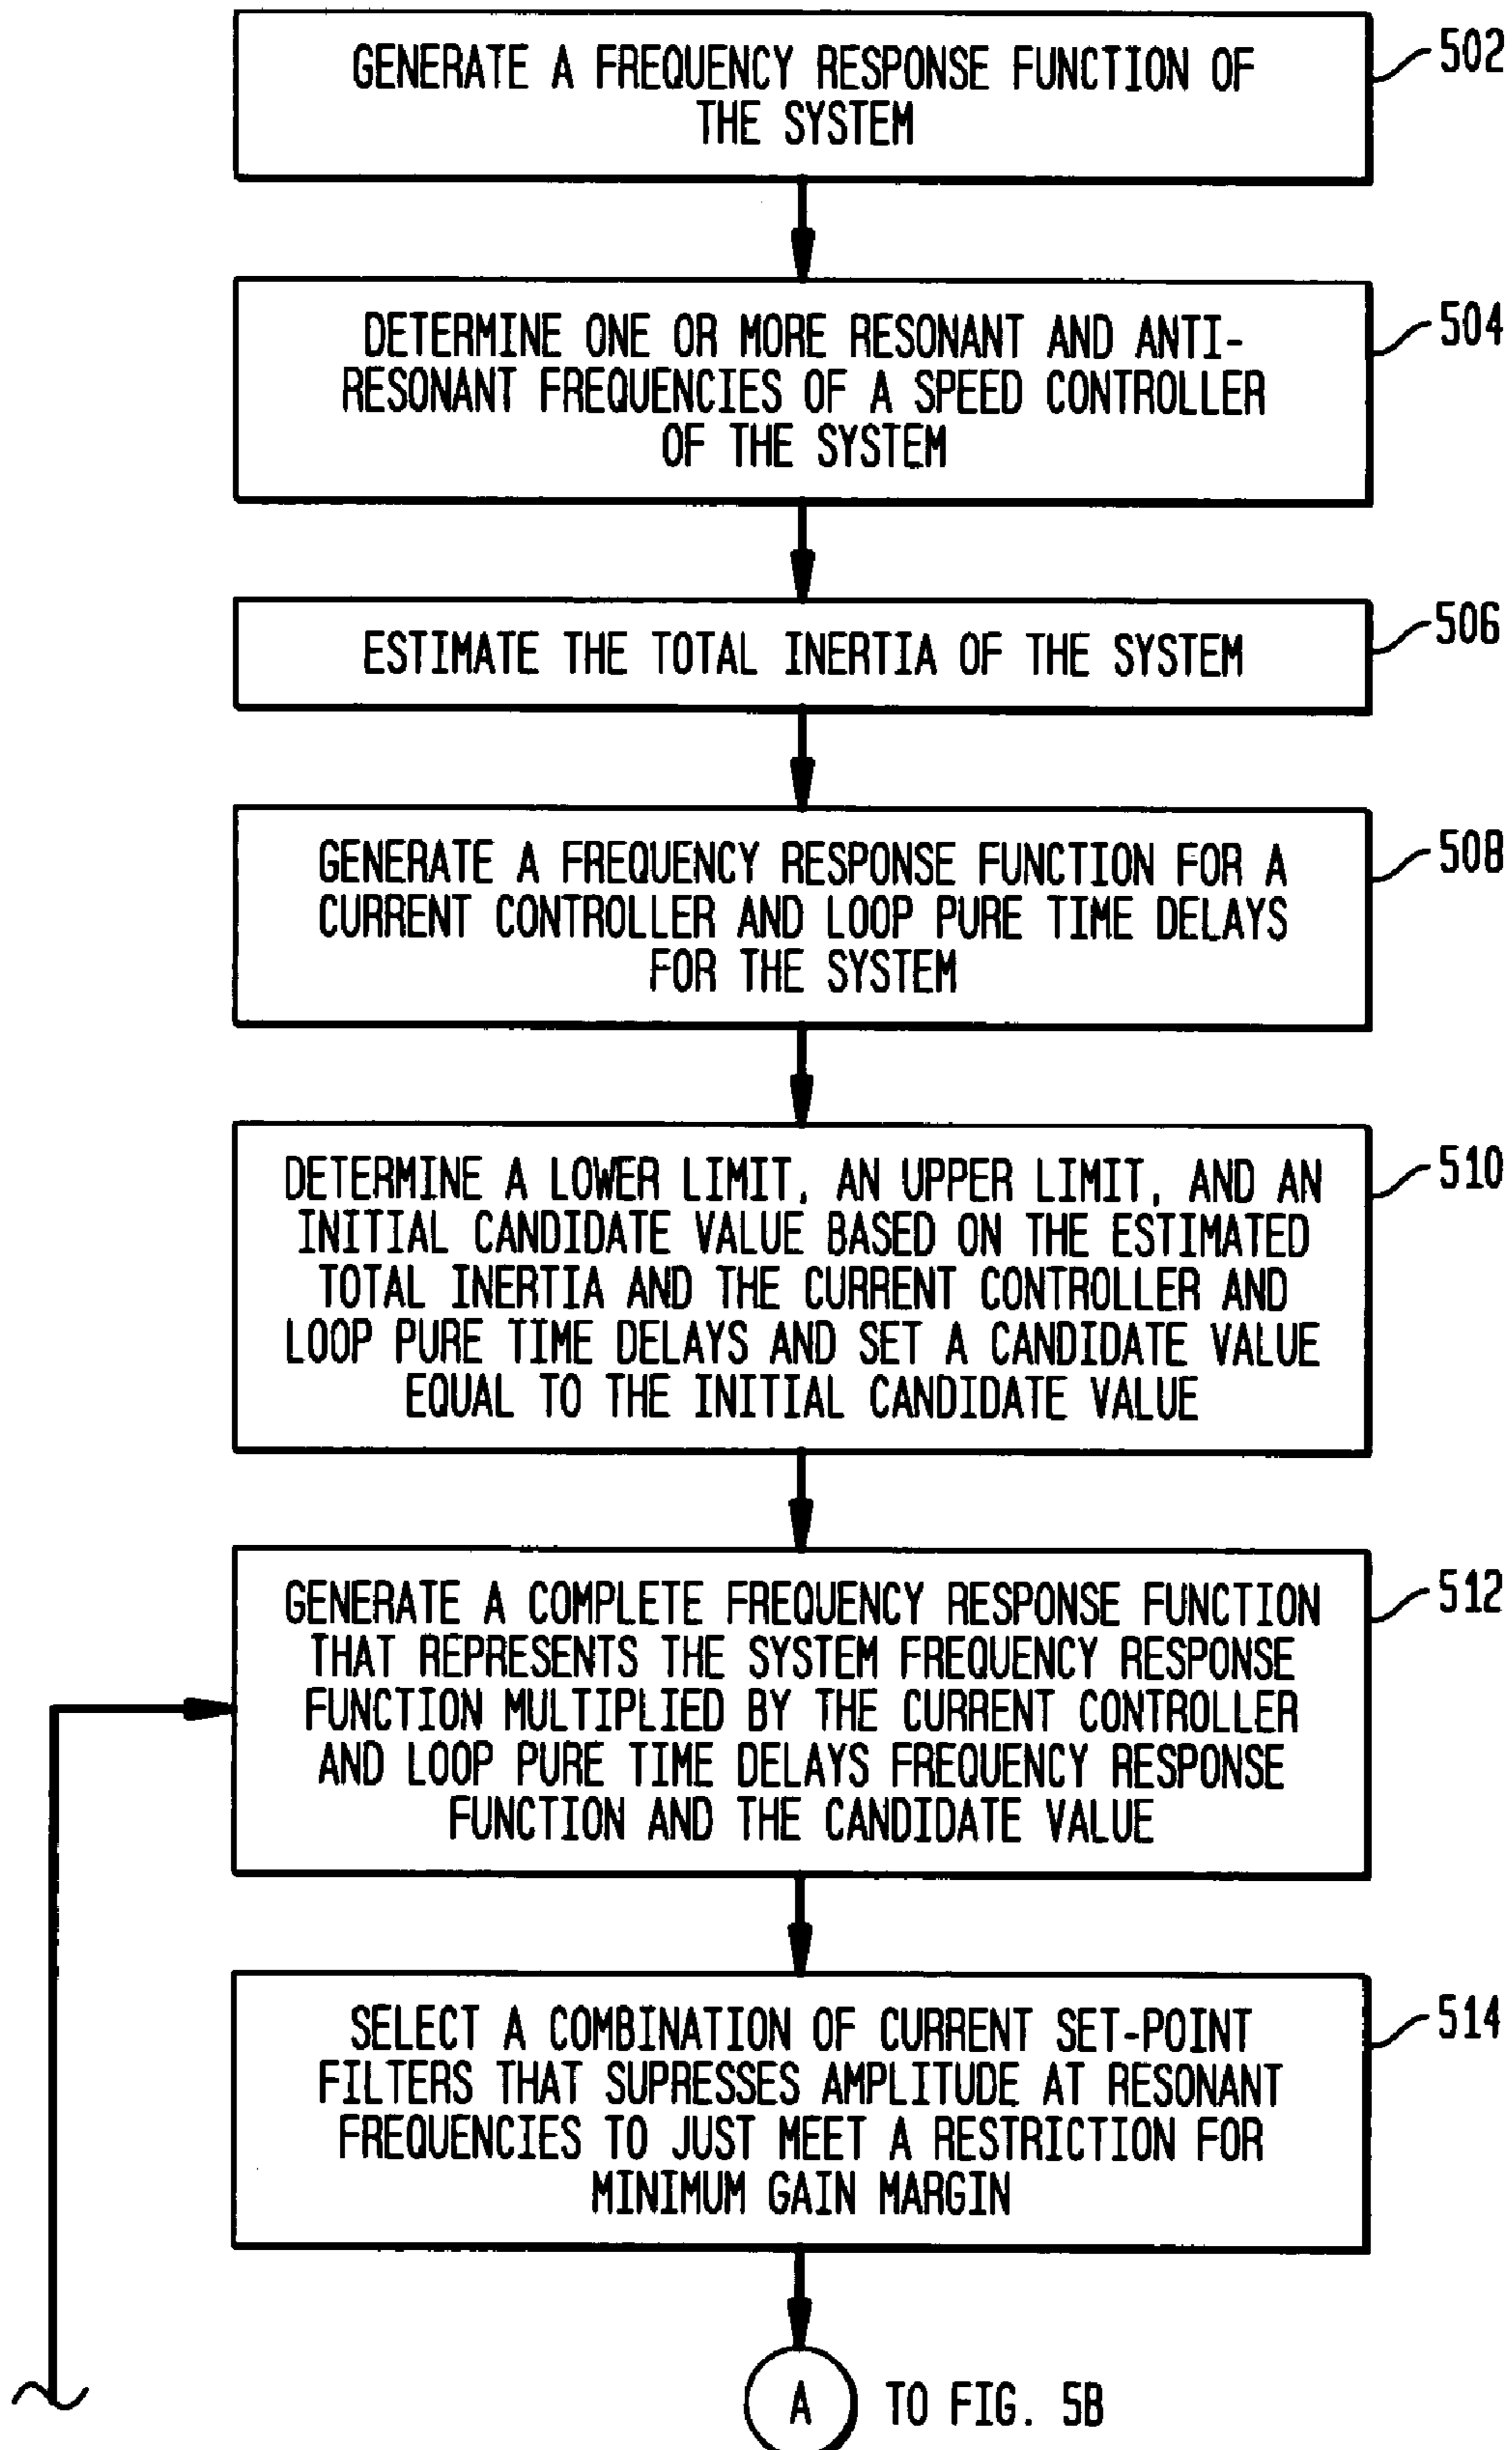 GENERATE A FREQUENCY RESPONSE FUNCTION OF
THE SYSTEM
502
DETERMINE ONE OR MORE RESONANT AND ANTI-
RESONANT FREQUENCIES OF A SPEED CONTROLLER
OF THE SYSTEM
504
ESTIMATE THE TOTAL INERTIA OF THE SYSTEM
506
GENERATE A FREQUENCY RESPONSE FUNCTION FOR A
CURRENT CONTROLLER AND LOOP PURE TIME DELAYS
FOR THE SYSTEM
508
DETERMINE A LOWER LIMIT, AN UPPER LIMIT, AND AN
INITIAL CANDIDATE VALUE BASED ON THE ESTIMATED
TOTAL INERTIA AND THE CURRENT CONTROLLER AND
LOOP PURE TIME DELAYS AND SET A CANDIDATE VALUE
EQUAL TO THE INITIAL CANDIDATE VALUE
510
GENERATE A COMPLETE FREQUENCY RESPONSE FUNCTION
THAT REPRESENTS THE SYSTEM FREQUENCY RESPONSE
FUNCTION MULTIPLIED BY THE CURRENT CONTROLLER
AND LOOP PURE TIME DELAYS FREQUENCY RESPONSE
FUNCTION AND THE CANDIDATE VALUE
512
SELECT A COMBINATION OF CURRENT SET-POINT
FILTERS THAT SUPRESSES AMPLITUDE AT RESONANT
FREQUENCIES TO JUST MEET A RESTRICTION FOR
MINIMUM GAIN MARGIN
514
A TO FIG. 5B